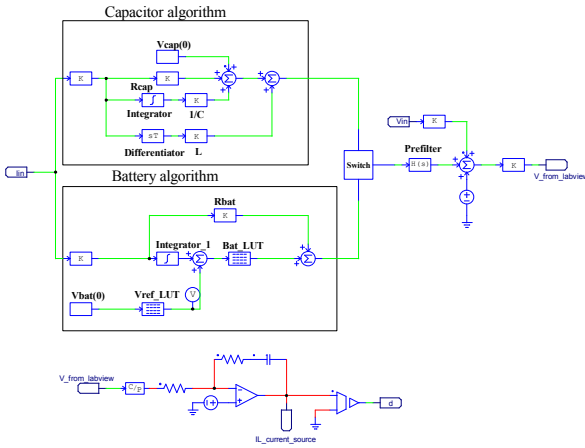 Capacitor algorithm
Vcap(0)
K
K
Rcap
∫
K
Integrator
1/C
sT
K
Differentiator
L
Iin
Switch
Vin
K
Prefilter
H(s)
K
V_from_labview
Battery algorithm
Rbat
K
K
Integrator_1
Bat_LUT
∫
Vbat(0)
Vref_LUT
V
V_from_labview
C/p
d
IL_current_source